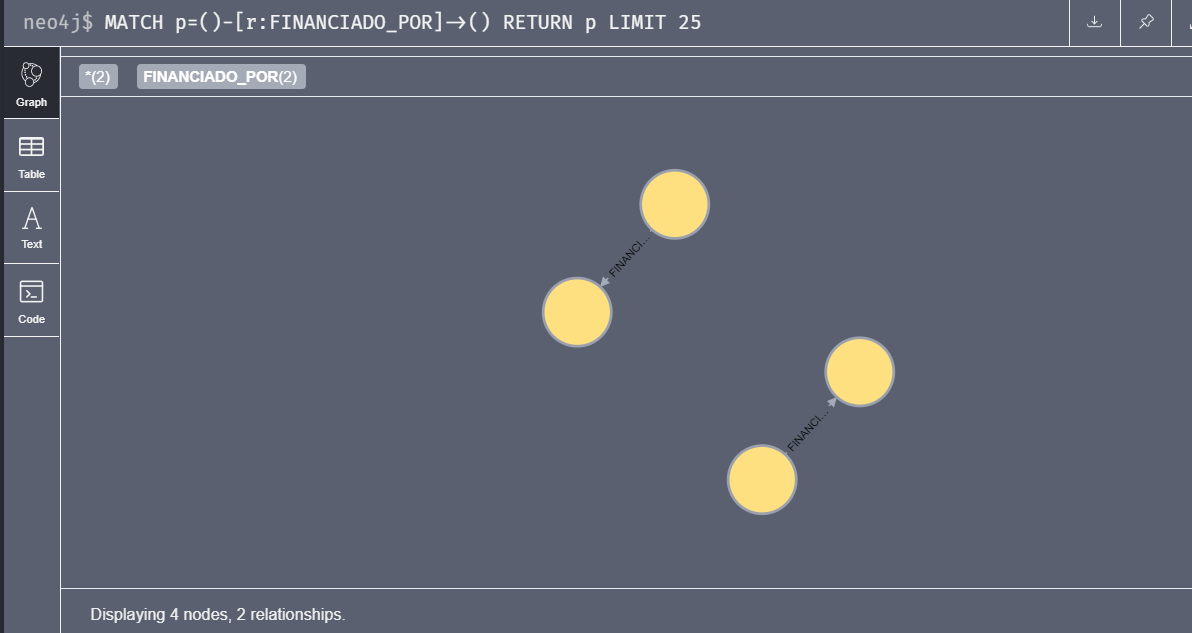 neo4j$ MATCH p=()-[r:FINANCIADO_POR]->() RETURN p LIMIT 25
*(2) FINANCIADO_POR(2)
Graph
Table
Text
Code
FINANCI...
FINANCI...
Displaying 4 nodes, 2 relationships.